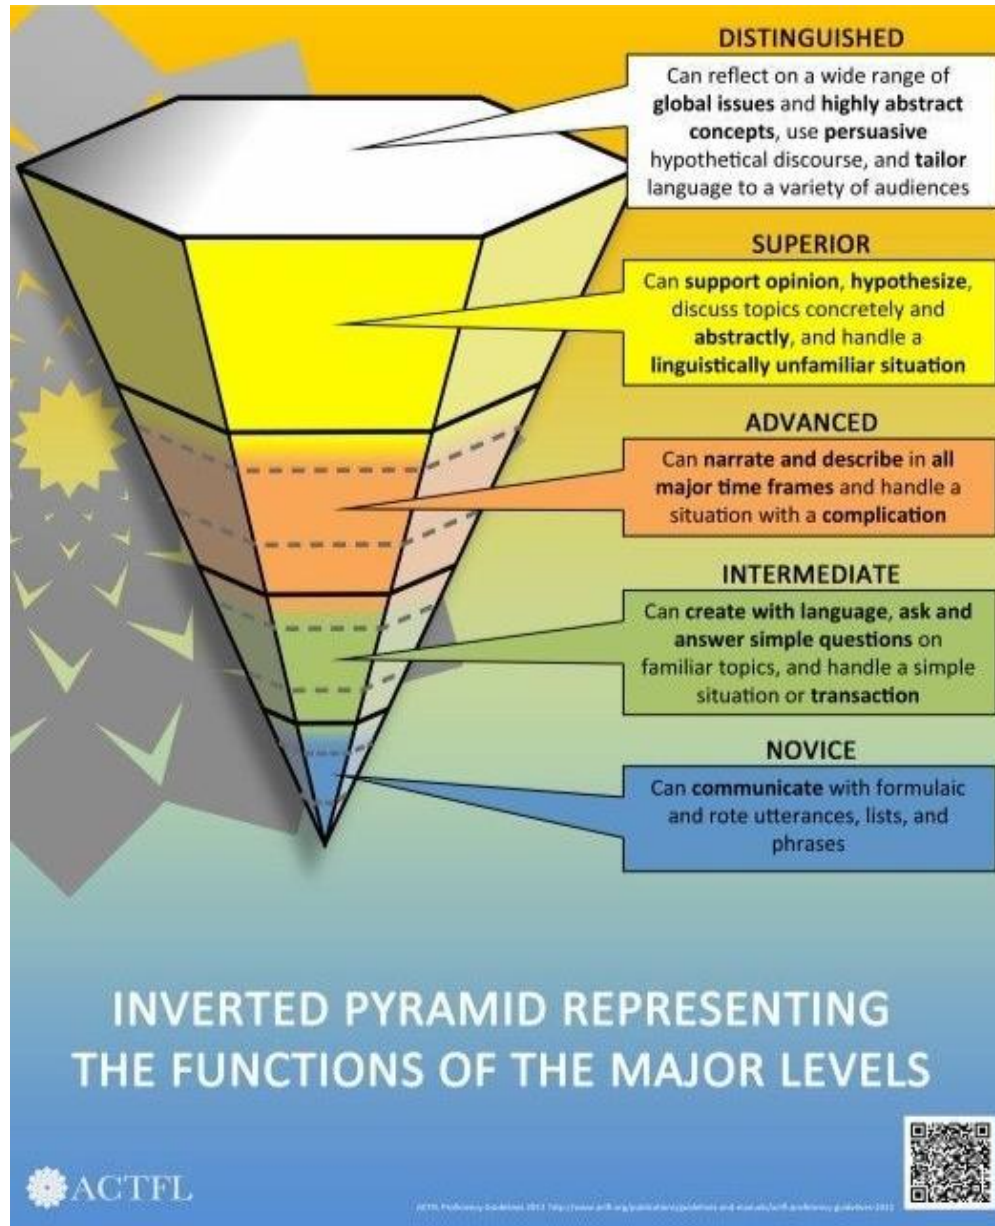 DISTINGUISHED
Can reflect on a wide range of
global issues and highly abstract
concepts, use persuasive
hypothetical discourse, and tailor
language to a variety of audiences
SUPERIOR
Can support opinion, hypothesize,
discuss topics concretely and
abstractly, and handle a
linguistically unfamiliar situation
ADVANCED
Can narrate and describe in all
major time frames and handle a
situation with a complication
INTERMEDIATE
Can create with language, ask and
answer simple questions on
familiar topics, and handle a simple
situation or transaction
NOVICE
Can communicate with formulaic
and rote utterances, lists, and
phrases
INVERTED PYRAMID REPRESENTING
THE FUNCTIONS OF THE MAJOR LEVELS
ACTFL
ACTFL Proficiency Guidelines 2012